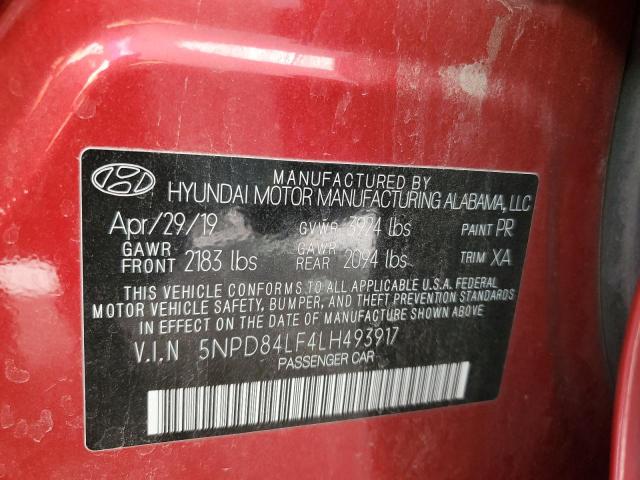 MANUFACTURED BY
HYUNDAI MOTOR MANUFACTURING ALABAMA, LLC
Apr/29/19 GVWR 3924 lbs PAINT PR
GAWR FRONT 2183 lbs GAWR REAR 2094 lbs TRIM XA
THIS VEHICLE CONFORMS TO ALL APPLICABLE U.S.A. FEDERAL
MOTOR VEHICLE SAFETY, BUMPER, AND THEFT PREVENTION STANDARDS
IN EFFECT ON THE DATE OF MANUFACTURE SHOWN ABOVE.
V.I.N 5NPD84LF4LH493917
PASSENGER CAR